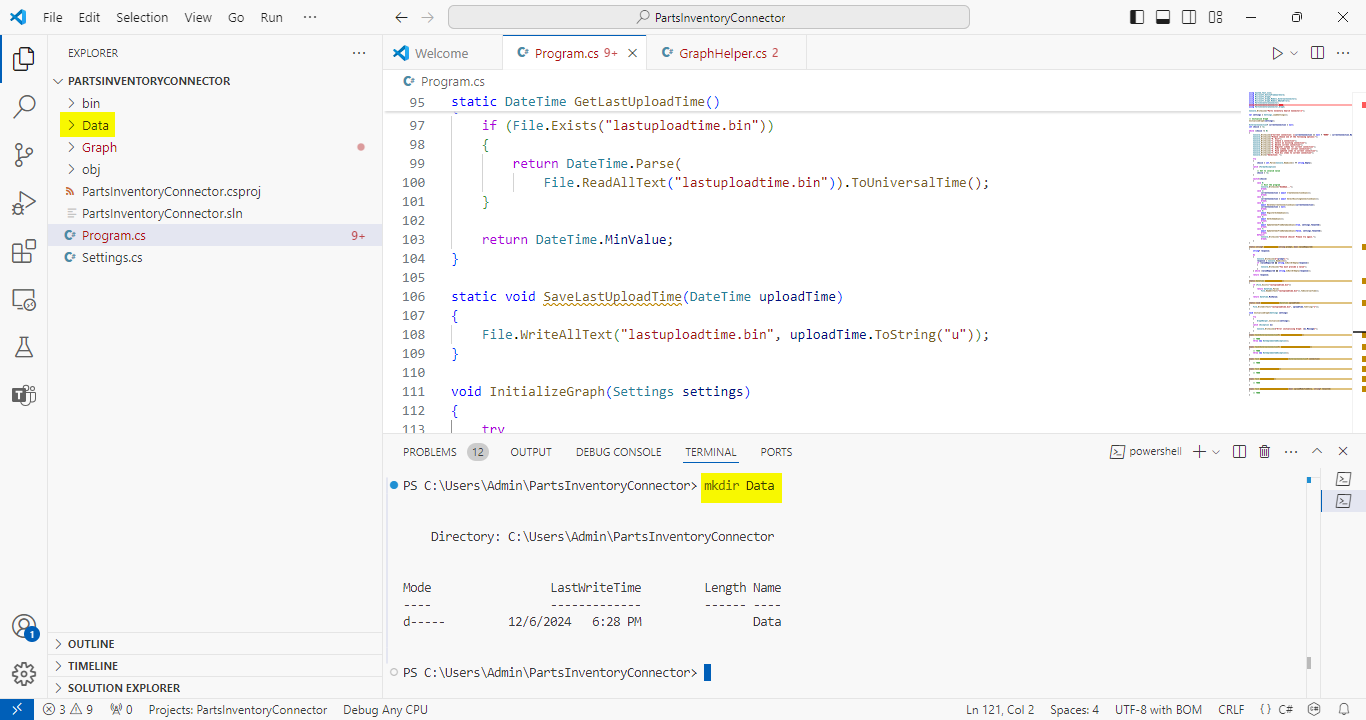 File Edit Selection View Go Run ···
PartsInventoryConnector
EXPLORER
PARTSINVENTORYCONNECTOR
bin
Data
Graph
obj
PartsInventoryConnector.csproj
PartsInventoryConnector.sln
Program.cs 9+
Settings.cs
OUTLINE
TIMELINE
SOLUTION EXPLORER
1
Welcome
Program.cs 9+
GraphHelper.cs 2
Program.cs
95 static DateTime GetLastUploadTime()
97 if (File.Exists("lastuploadtime.bin"))
98 {
99 return DateTime.Parse(
100 File.ReadAllText("lastuploadtime.bin")).ToUniversalTime();
101 }
102
103 return DateTime.MinValue;
104 }
105
106 static void SaveLastUploadTime(DateTime uploadTime)
107 {
108 File.WriteAllText("lastuploadtime.bin", uploadTime.ToString("u"));
109 }
110
111 void InitializeGraph(Settings settings)
112 {
113 try
PROBLEMS 12 OUTPUT DEBUG CONSOLE TERMINAL PORTS
powershell
PS C:\Users\Admin\PartsInventoryConnector> mkdir Data
Directory: C:\Users\Admin\PartsInventoryConnector
Mode LastWriteTime Length Name
---- ------------- ------ ----
d----- 12/6/2024 6:28 PM Data
PS C:\Users\Admin\PartsInventoryConnector>
3 9 0 Projects: PartsInventoryConnector Debug Any CPU
Ln 121, Col 2 Spaces: 4 UTF-8 with BOM CRLF {} C#